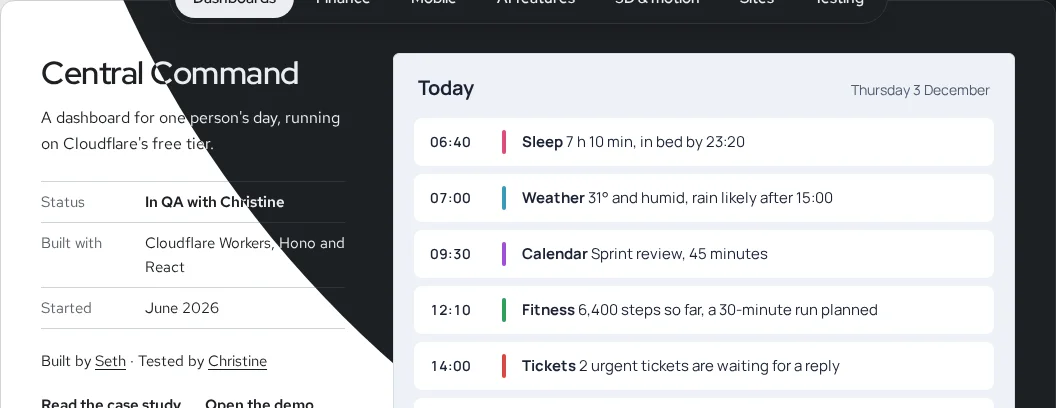 Dashboards Finance Mobile AI features 3D & motion Sites Testing
Central Command
A dashboard for one person's day, running
on Cloudflare's free tier.
Status In QA with Christine
Built with Cloudflare Workers, Hono and
React
Started June 2026
Built by Seth · Tested by Christine
Read the case study Open the demo
Today Thursday 3 December
06:40 Sleep 7 h 10 min, in bed by 23:20
07:00 Weather 31° and humid, rain likely after 15:00
09:30 Calendar Sprint review, 45 minutes
12:10 Fitness 6,400 steps so far, a 30-minute run planned
14:00 Tickets 2 urgent tickets are waiting for a reply